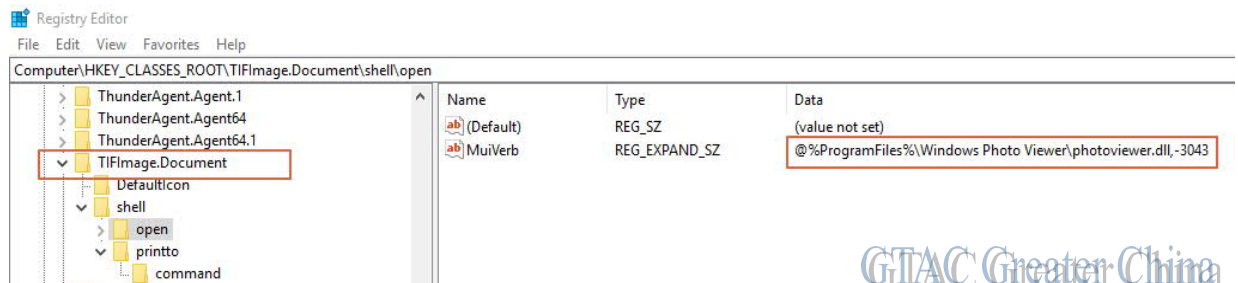 Registry Editor
File Edit View Favorites Help
Computer\HKEY_CLASSES_ROOT\TIFImage.Document\shell\open
ThunderAgent.Agent.1
ThunderAgent.Agent64
ThunderAgent.Agent64.1
TIFImage.Document
DefaultIcon
shell
open
printto
command
Name Type Data
ab (Default) REG_SZ (value not set)
ab MuiVerb REG_EXPAND_SZ @%ProgramFiles%\Windows Photo Viewer\photoviewer.dll,-3043
GTAC Greater China